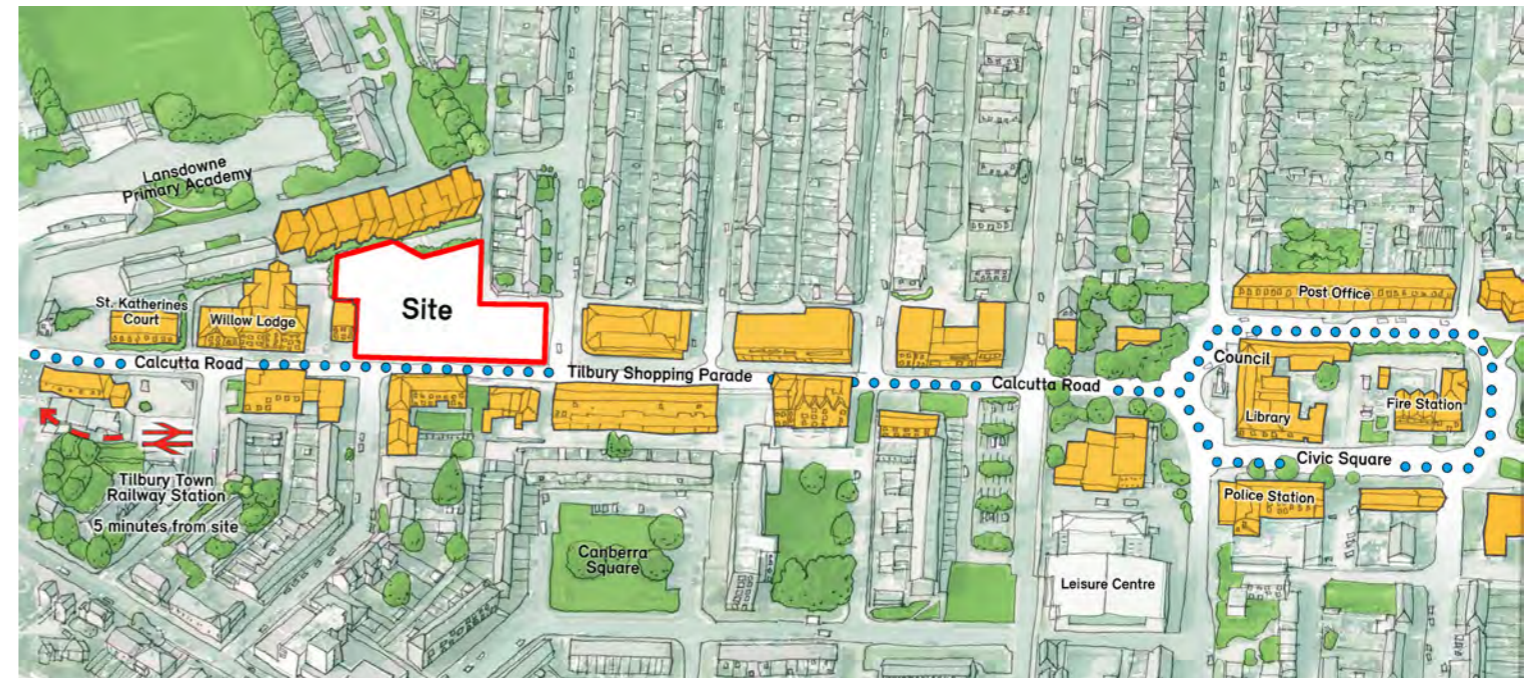 Lansdowne
Primary Academy
St. Katherines
Court
Willow Lodge
Site
Calcutta Road
Tilbury Shopping Parade
Calcutta Road
Post Office
Council
Library
Fire Station
Civic Square
Police Station
Tilbury Town
Railway Station
5 minutes from site
Canberra
Square
Leisure Centre